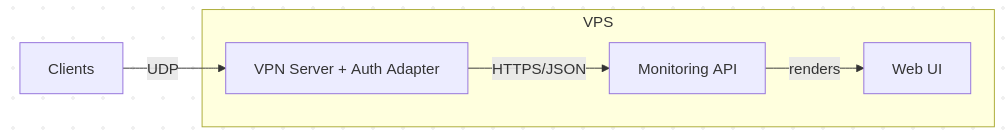 VPS
Clients
UDP
VPN Server + Auth Adapter
HTTPS/JSON
Monitoring API
renders
Web UI